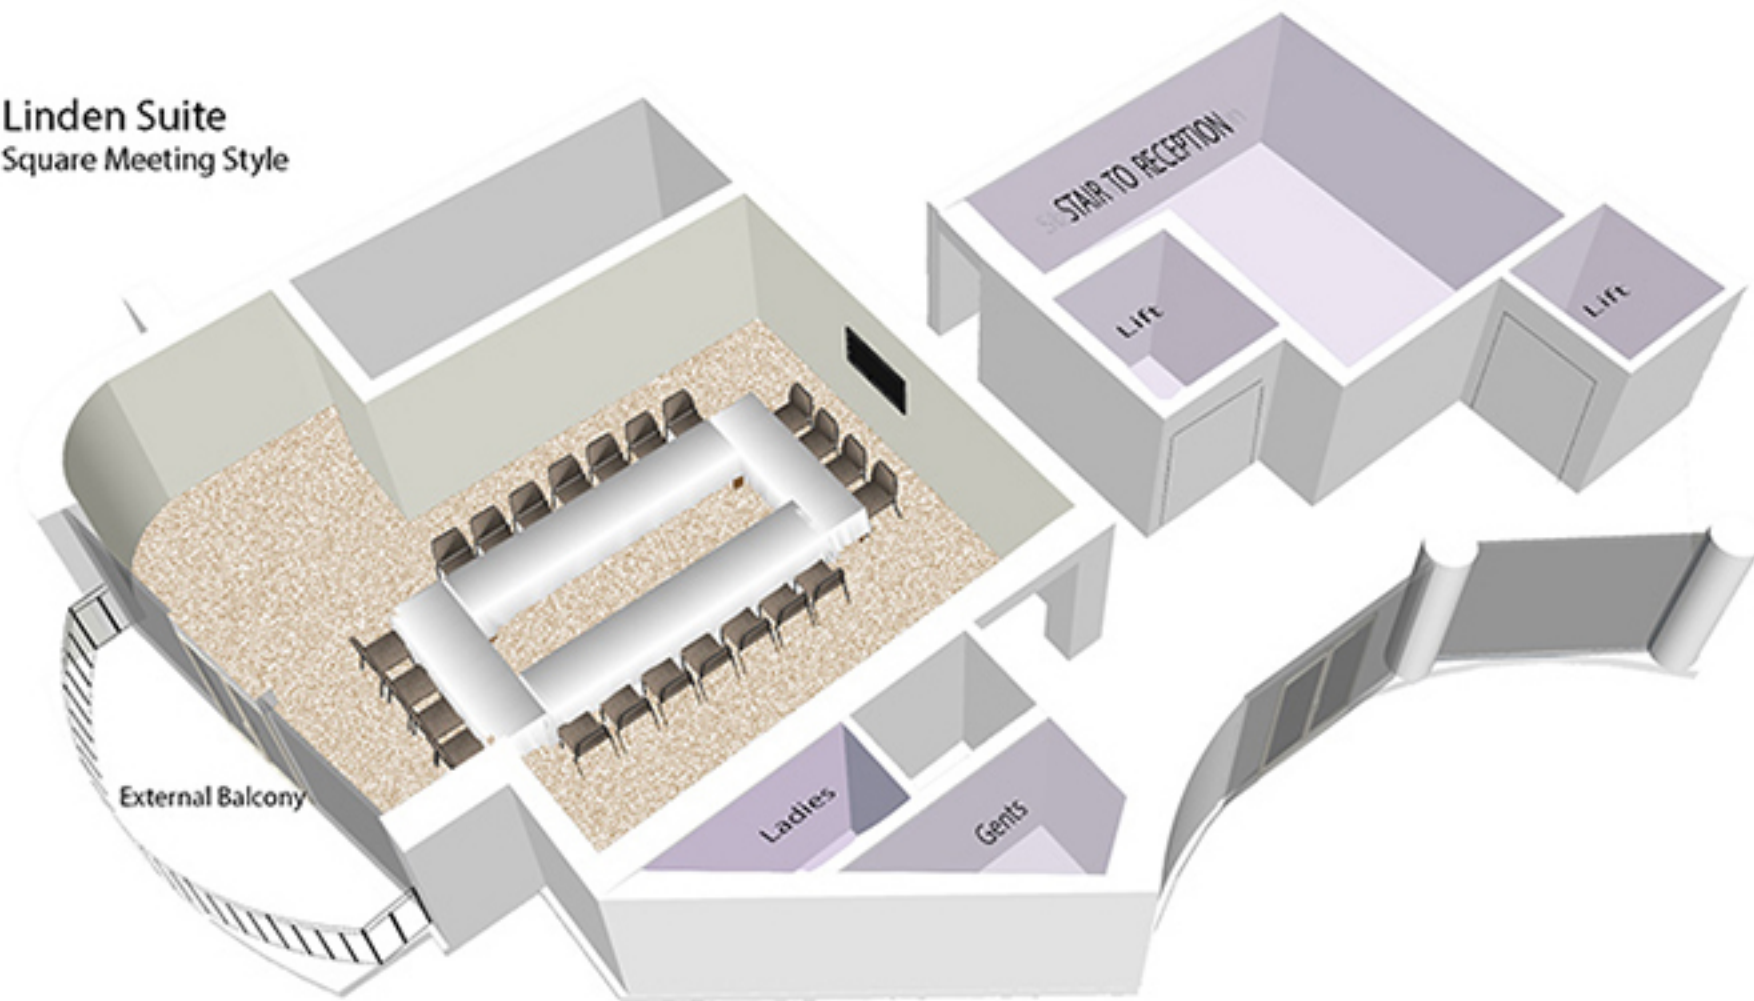 Linden Suite
Square Meeting Style
STAIR TO RECEPTION
Lift
Lift
External Balcony
Ladies
Gents